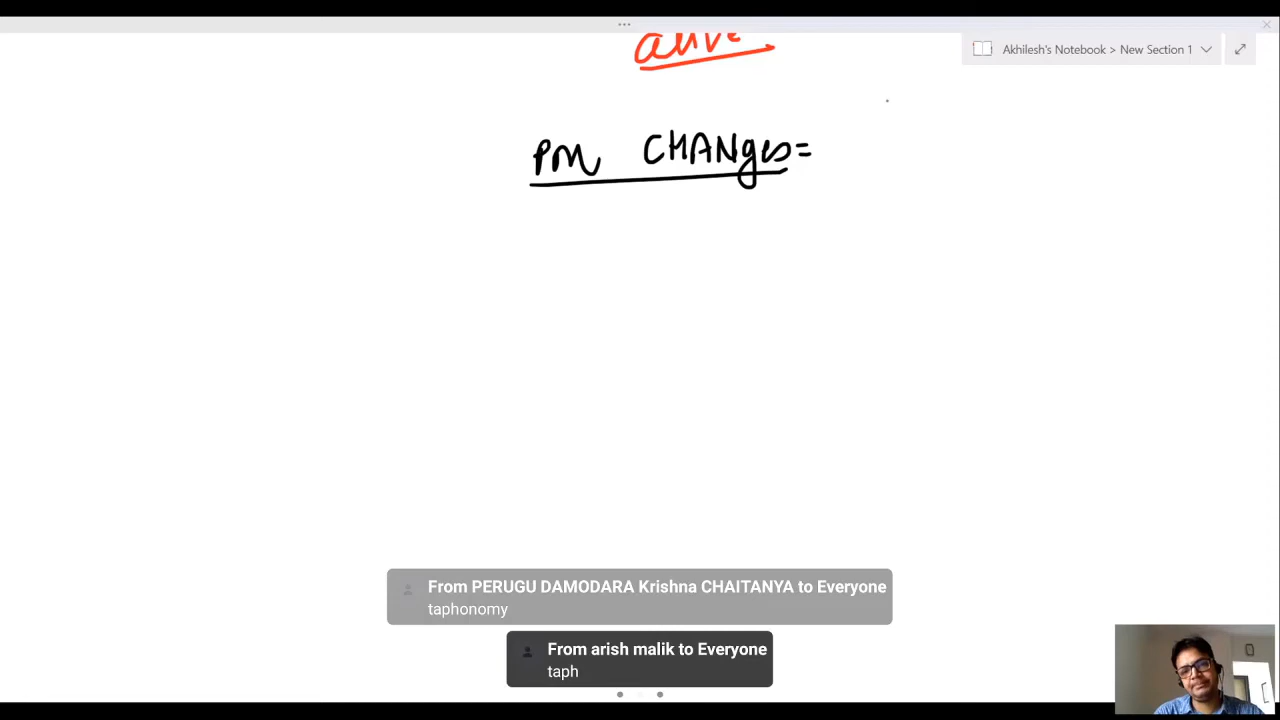 alive
Akhilesh's Notebook > New Section 1
PM CHANges=
From PERUGU DAMODARA Krishna CHAITANYA to Everyone
taphonomy
From arish malik to Everyone
taph